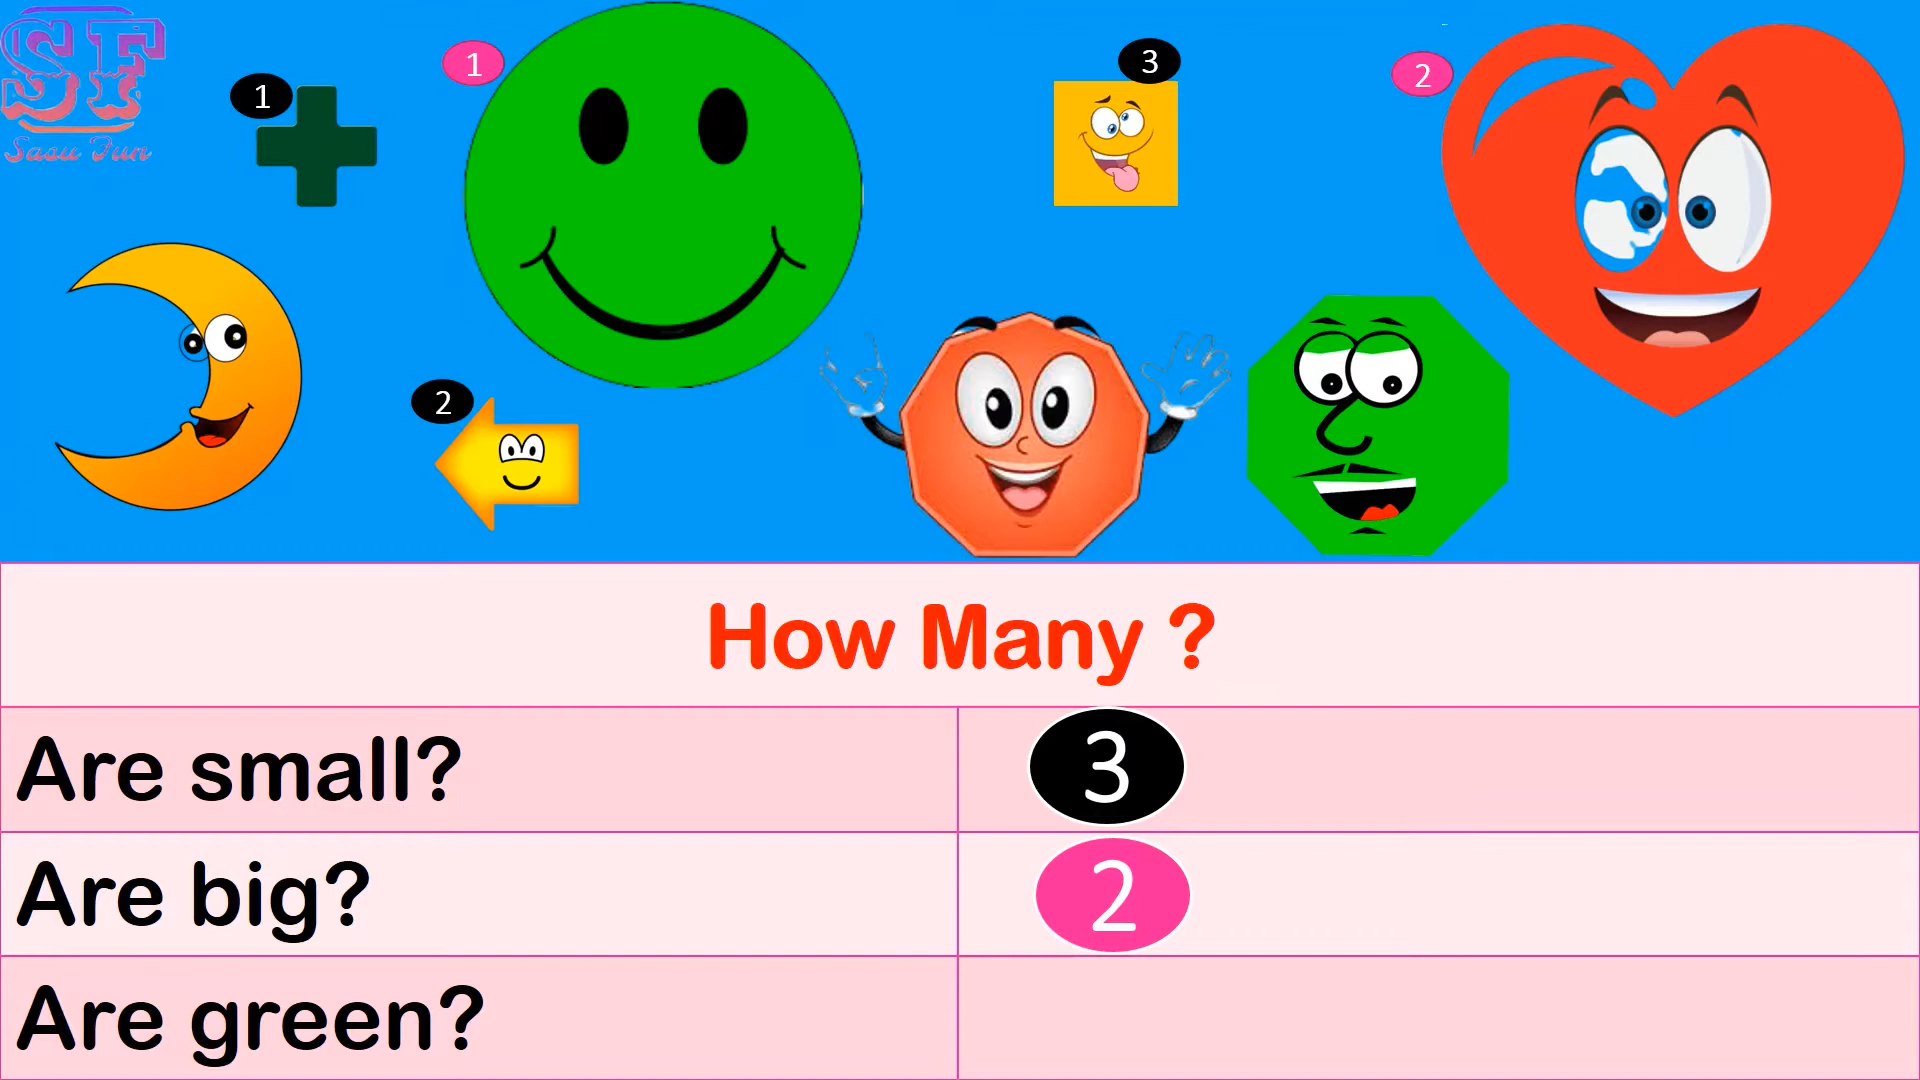 SF
Sasu Fun
1
1
3
2
2
How Many ?
Are small? 3
Are big? 2
Are green?